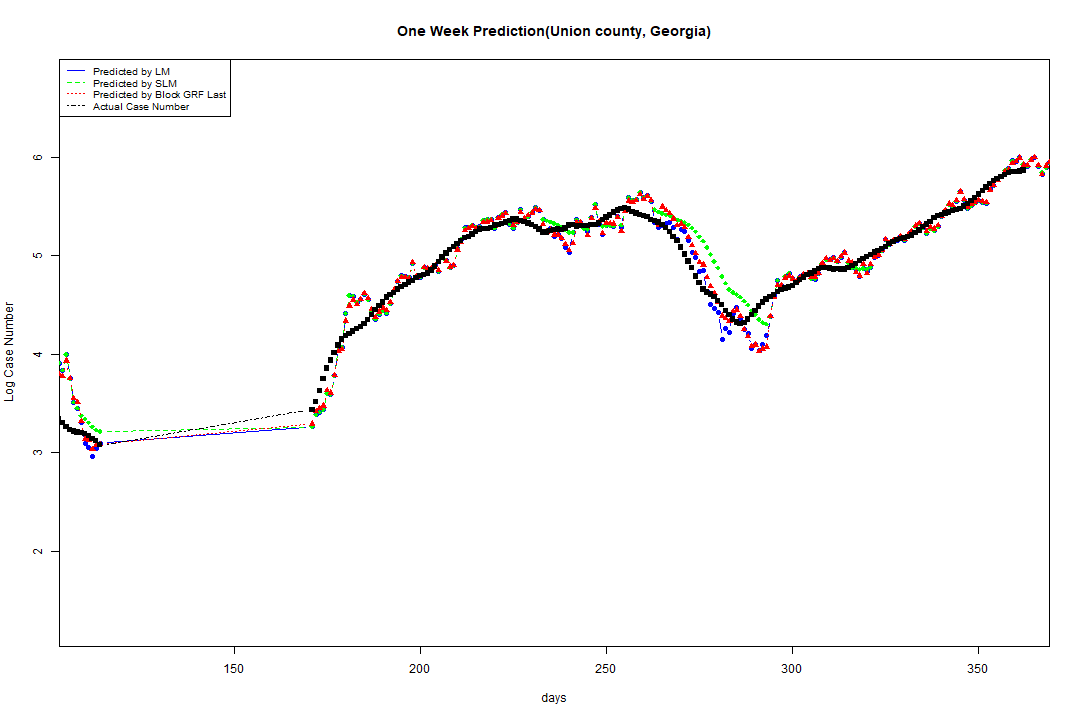 One Week Prediction(Union county, Georgia)
Predicted by LM
Predicted by SLM
Predicted by Block GRF Last
Actual Case Number
Log Case Number
6
5
4
3
2
150
200
250
300
350
days